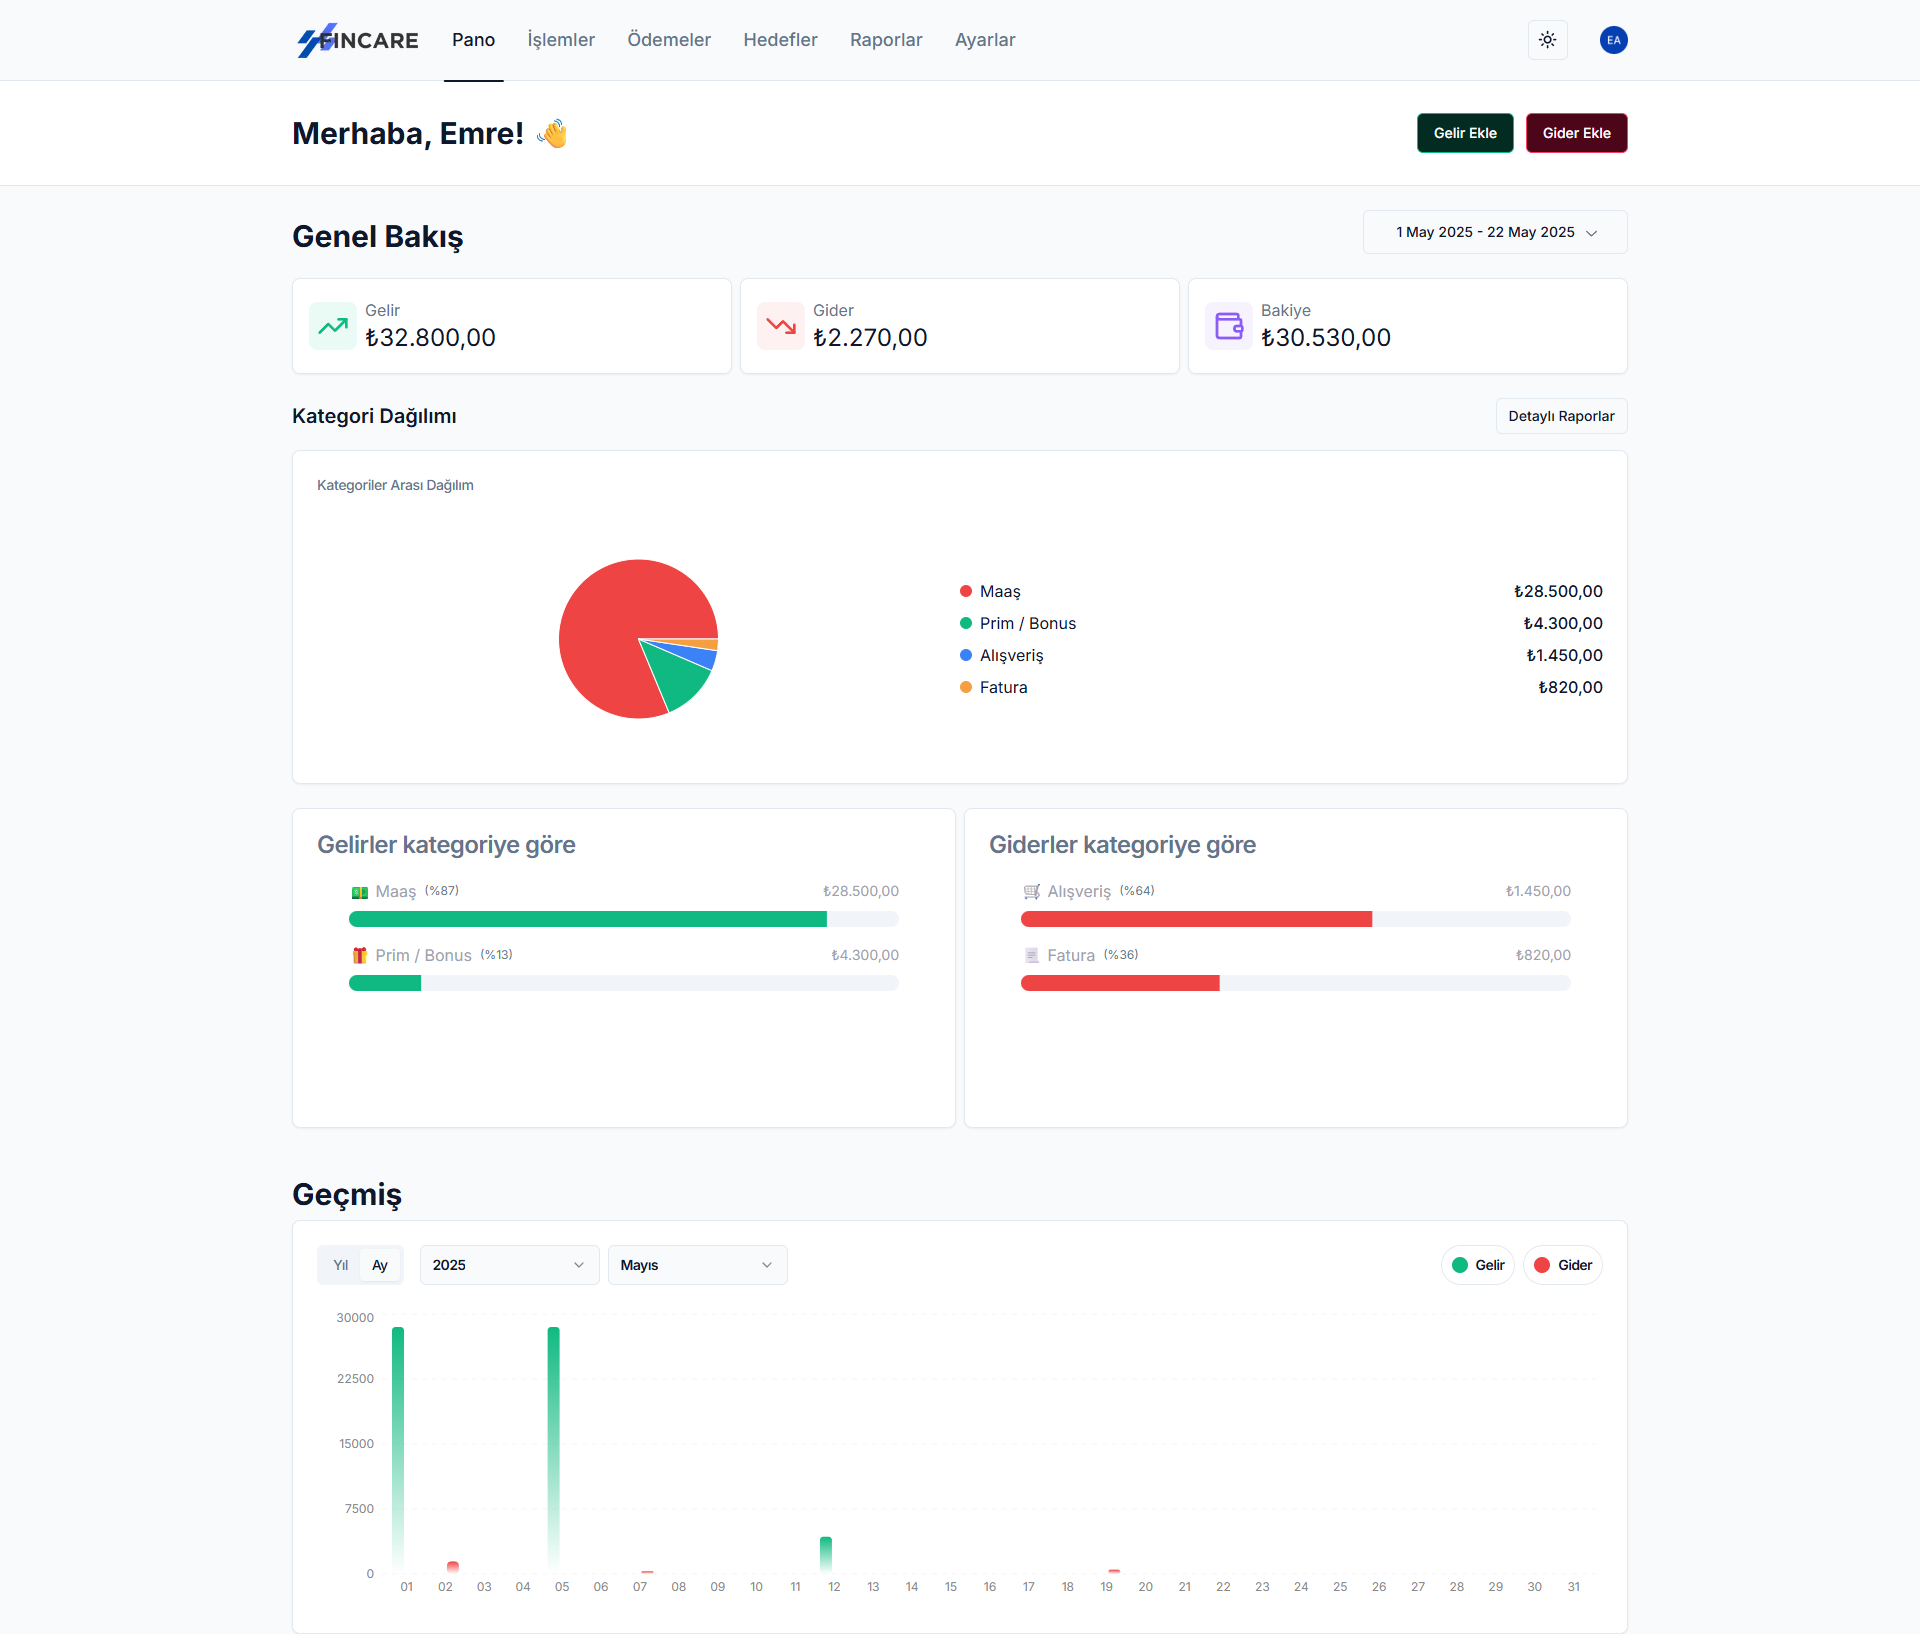 FINCARE Pano İşlemler Ödemeler Hedefler Raporlar Ayarlar EA
Merhaba, Emre! Gelir Ekle Gider Ekle
Genel Bakış 1 May 2025 - 22 May 2025
Gelir
₺32.800,00
Gider
₺2.270,00
Bakiye
₺30.530,00
Kategori Dağılımı Detaylı Raporlar
Kategoriler Arası Dağılım
Maaş ₺28.500,00
Prim / Bonus ₺4.300,00
Alışveriş ₺1.450,00
Fatura ₺820,00
Gelirler kategoriye göre
Maaş (%87) ₺28.500,00
Prim / Bonus (%13) ₺4.300,00
Giderler kategoriye göre
Alışveriş (%64) ₺1.450,00
Fatura (%36) ₺820,00
Geçmiş
Yıl Ay 2025 Mayıs Gelir Gider
30000
22500
15000
7500
0
01 02 03 04 05 06 07 08 09 10 11 12 13 14 15 16 17 18 19 20 21 22 23 24 25 26 27 28 29 30 31